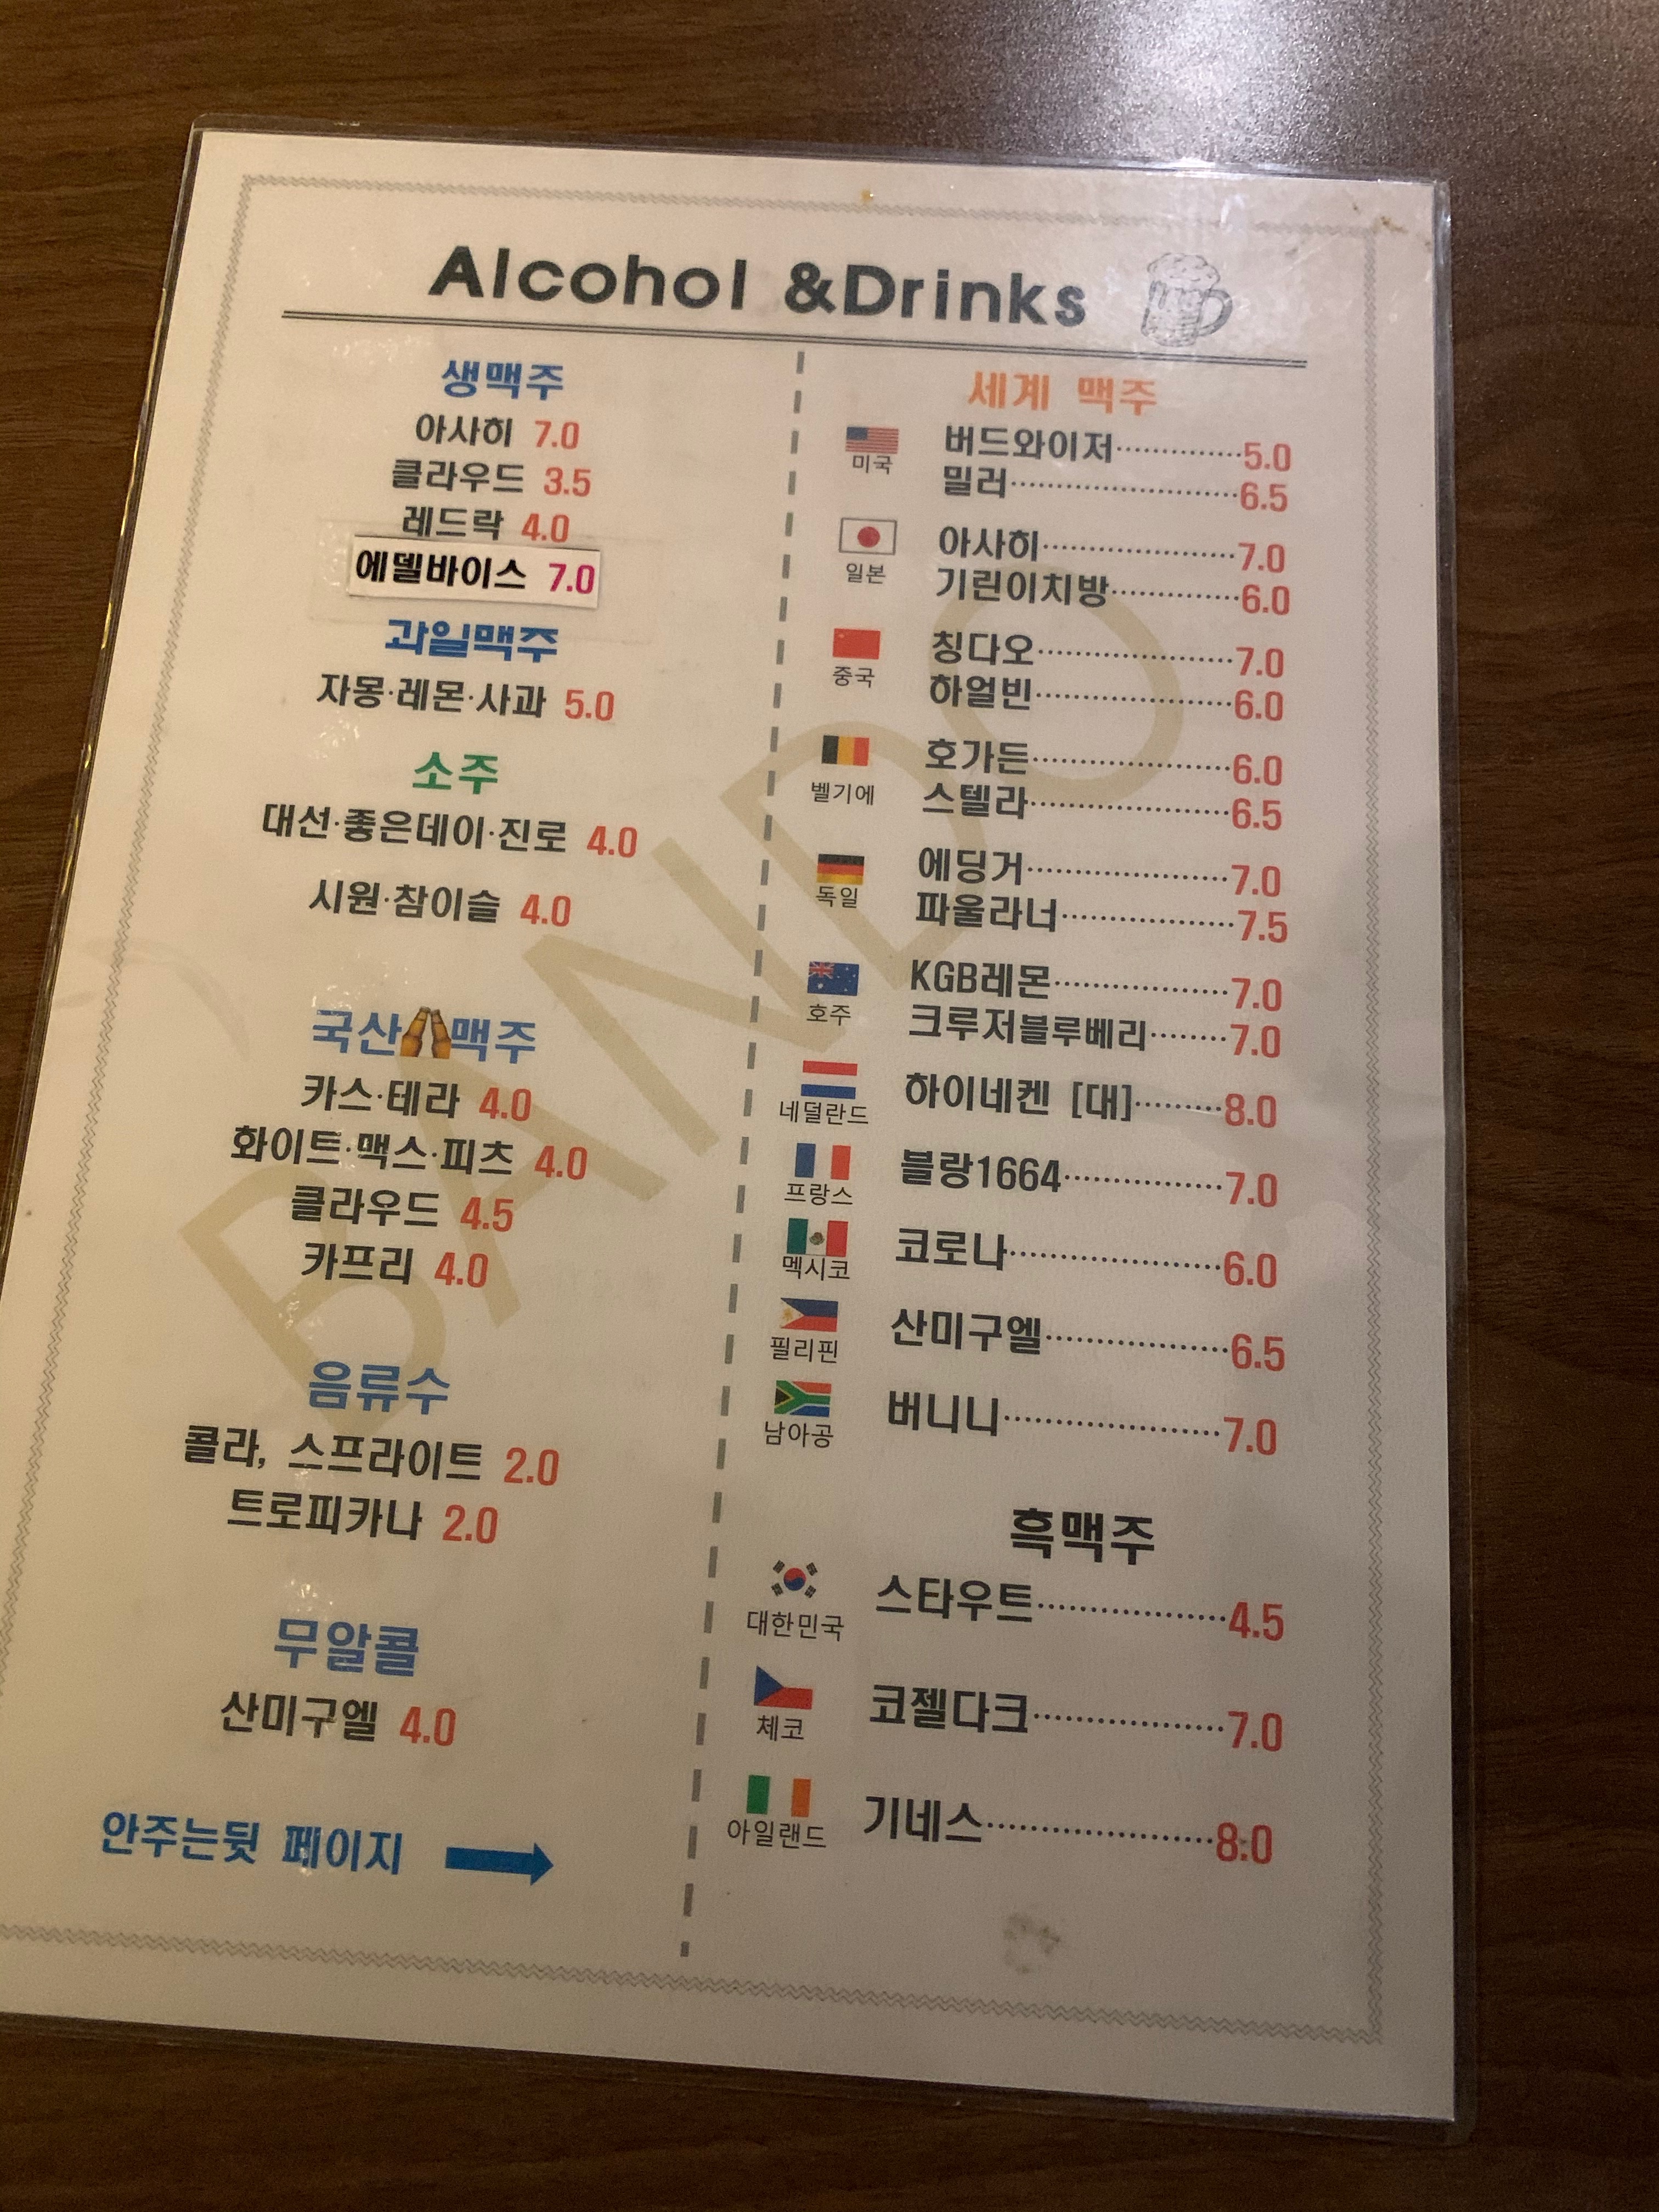 Alcohol &Drinks
생맥주
아사히 7.0
클라우드 3.5
레드락 4.0
에델바이스 7.0
과일맥주
자몽·레몬·사과 5.0
소주
대선·좋은데이·진로 4.0
시원·참이슬 4.0
국산 맥주
카스·테라 4.0
화이트·맥스·피츠 4.0
클라우드 4.5
카프리 4.0
음류수
콜라, 스프라이트 2.0
트로피카나 2.0
무알콜
산미구엘 4.0
안주는뒷 페이지
세계 맥주
미국
버드와이저 5.0
밀러 6.5
일본
아사히 7.0
기린이치방 6.0
중국
칭다오 7.0
하얼빈 6.0
벨기에
호가든 6.0
스텔라 6.5
독일
에딩거 7.0
파울라너 7.5
호주
KGB레몬 7.0
크루저블루베리 7.0
네덜란드
하이네켄 [대] 8.0
프랑스
블랑1664 7.0
멕시코
코로나 6.0
필리핀
산미구엘 6.5
남아공
버니니 7.0
흑맥주
대한민국
스타우트 4.5
체코
코젤다크 7.0
아일랜드
기네스 8.0
BANDO